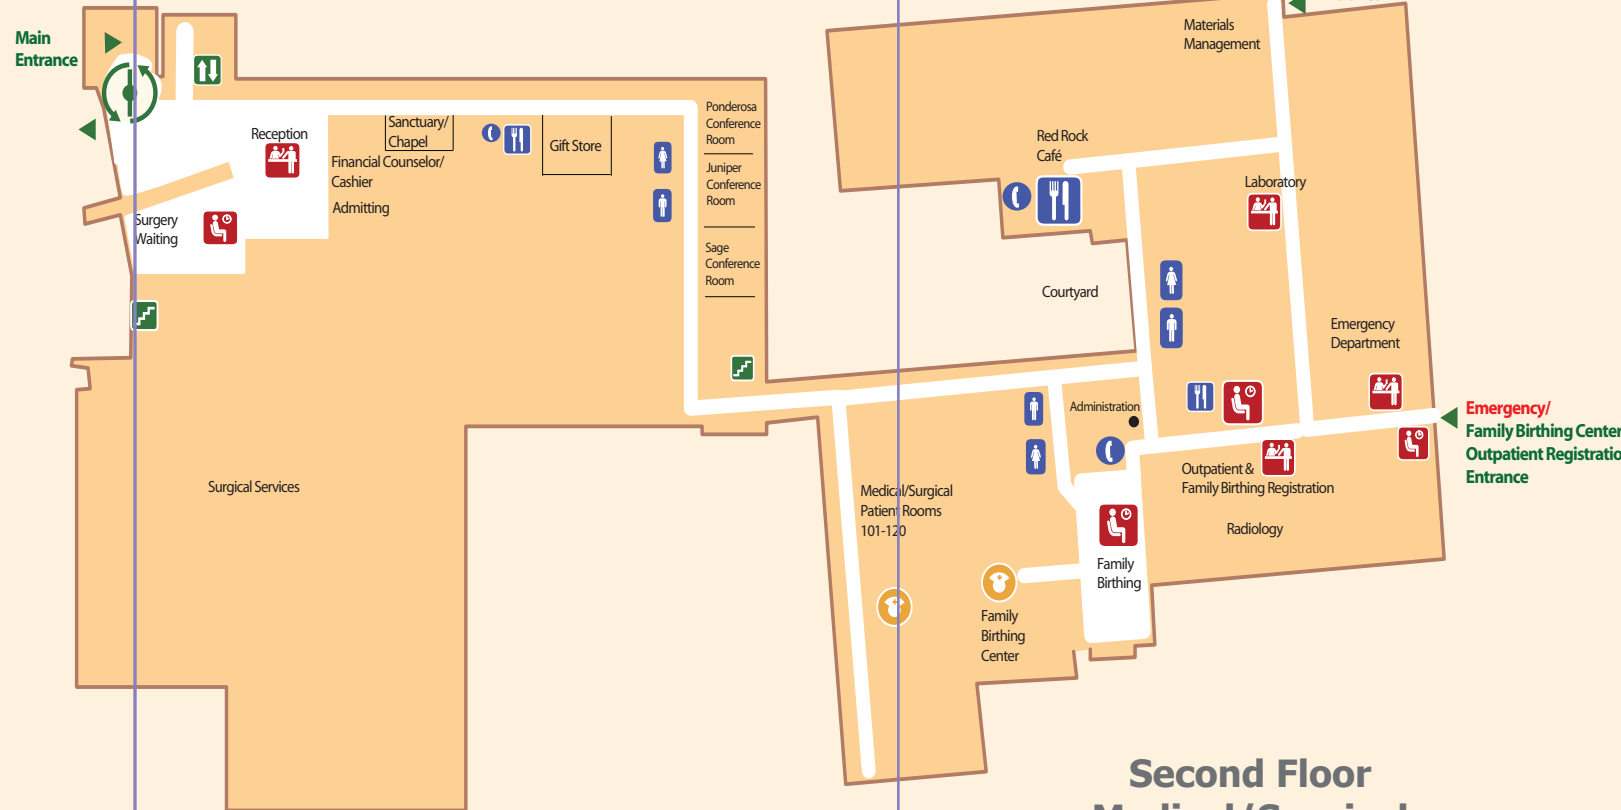 Main
Entrance
Reception
Sanctuary/
Chapel
Financial Counselor/
Cashier
Admitting
Gift Store
Surgery
Waiting
Ponderosa
Conference
Room
Juniper
Conference
Room
Sage
Conference
Room
Surgical Services
Materials
Management
Red Rock
Café
Laboratory
Courtyard
Emergency
Department
Administration
Emergency/
Family Birthing Center
Outpatient Registratio
Entrance
Outpatient &
Family Birthing Registration
Radiology
Medical/Surgical
Patient Rooms
101-120
Family
Birthing
Family
Birthing
Center
Second Floor
Medical/Surgical